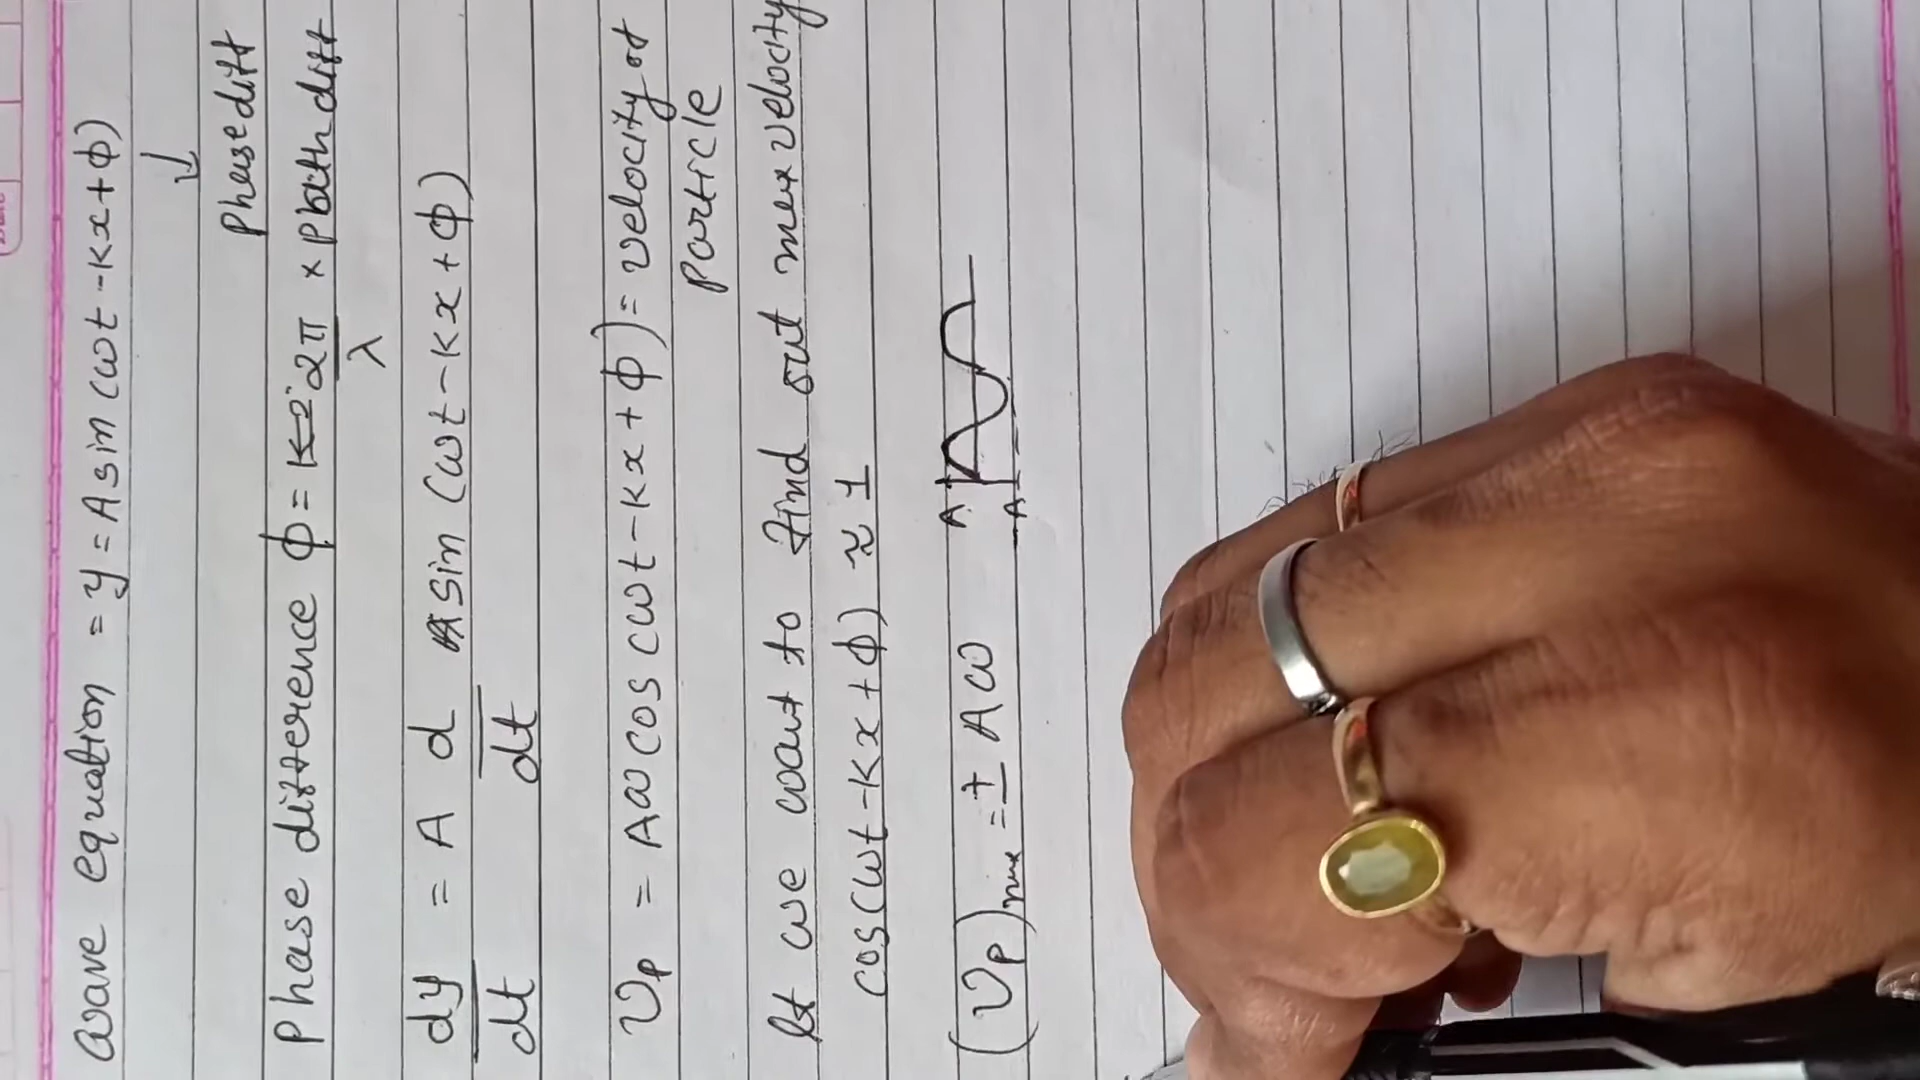 wave equation = y = A sin (ωt - kx + ϕ)
↓
Phase diff
Phase difference ϕ = 2π/λ × Path diff
dy/dt = A d/dt sin (ωt - kx + ϕ)
υp = Aω cos (ωt - kx + ϕ) = velocity of
particle
If we want to find out max velocity
cos (ωt - kx + ϕ) ≈ 1
(υp)max = ± Aω
A
-A